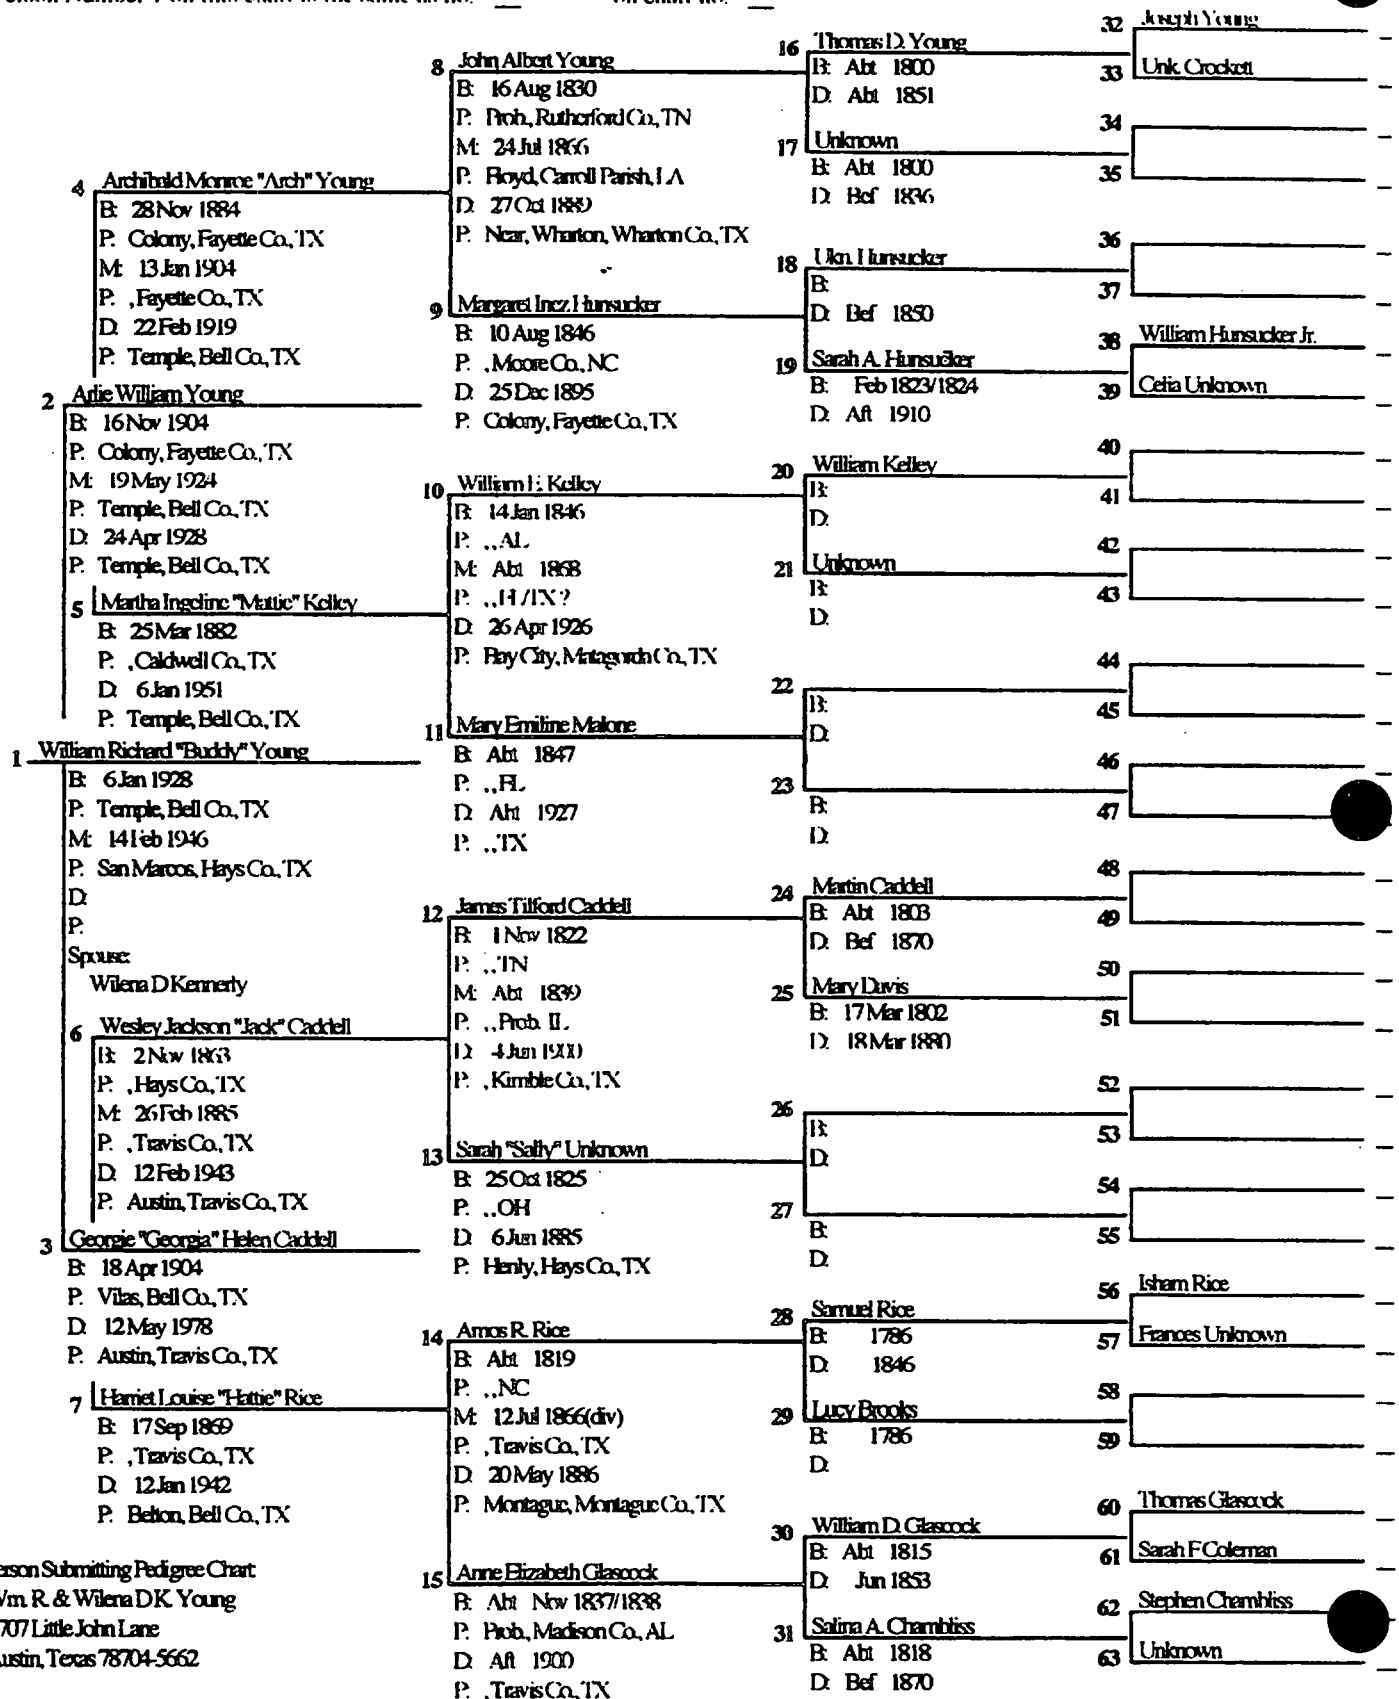 8 John Albert Young
B: 16 Aug 1830
P: Prob., Rutherford Co., TN
M: 24 Jul 1866
P: Floyd, Carroll Parish, LA
D: 27 Oct 1889
P: Near, Wharton, Wharton Co., TX
4 Archibald Monroe "Arch" Young
B: 28 Nov 1884
P: Colony, Fayette Co., TX
M: 13 Jan 1904
P: , Fayette Co., TX
D: 22 Feb 1919
P: Temple, Bell Co., TX
9 Margaret Inez Hunsucker
B: 10 Aug 1846
P: , Moore Co., NC
D: 25 Dec 1895
P: Colony, Fayette Co., TX
2 Arlie William Young
B: 16 Nov 1904
P: Colony, Fayette Co., TX
M: 19 May 1924
P: Temple, Bell Co., TX
D: 24 Apr 1928
P: Temple, Bell Co., TX
10 William E. Kelley
B: 14 Jan 1846
P: ,,AL
M: Abt 1868
P: ,,FL/TX?
D: 26 Apr 1926
P: Bay City, Matagorda Co., TX
5 Martha Ingeline "Mattie" Kelley
B: 25 Mar 1882
P: , Caldwell Co., TX
D: 6 Jan 1951
P: Temple, Bell Co., TX
11 Mary Emiline Malone
B: Abt 1847
P: ,,FL
D: Abt 1927
P: ,,TX
1 William Richard "Buddy" Young
B: 6 Jan 1928
P: Temple, Bell Co., TX
M: 14 Feb 1946
P: San Marcos, Hays Co., TX
D:
P:
Spouse:
Wilena D Kennerly
12 James Tilford Caddell
B: 1 Nov 1822
P: ,,TN
M: Abt 1839
P: ,,Prob. IL
D: 4 Jun 1900
P: , Kimble Co., TX
6 Wesley Jackson "Jack" Caddell
B: 2 Nov 1863
P: , Hays Co., TX
M: 26 Feb 1885
P: , Travis Co., TX
D: 12 Feb 1943
P: Austin, Travis Co., TX
13 Sarah "Sally" Unknown
B: 25 Oct 1825
P: ,,OH
D: 6 Jun 1885
P: Henly, Hays Co., TX
3 Georgie "Georgia" Helen Caddell
B: 18 Apr 1904
P: Vilas, Bell Co., TX
D: 12 May 1978
P: Austin, Travis Co., TX
14 Amos R. Rice
B: Abt 1819
P: ,,NC
M: 12 Jul 1866(div)
P: , Travis Co., TX
D: 20 May 1886
P: Montague, Montague Co., TX
7 Harriet Louise "Hattie" Rice
B: 17 Sep 1869
P: , Travis Co., TX
D: 12 Jan 1942
P: Belton, Bell Co., TX
15 Anne Elizabeth Glascock
B: Abt Nov 1837/1838
P: Prob., Madison Co., AL
D: Aft 1900
P: , Travis Co., TX
erson Submitting Pedigree Chart
Wm. R. & Wilena D.K. Young
707 Little John Lane
ustin, Texas 78704-5662
16 Thomas D. Young
B: Abt 1800
D: Abt 1851
17 Unknown
B: Abt 1800
D: Bef 1836
18 Ukn. Hunsucker
B:
D: Bef 1850
19 Sarah A. Hunsucker
B: Feb 1823/1824
D: Aft 1910
20 William Kelley
B:
D:
21 Unknown
B:
D:
22
B:
D:
23
B:
D:
24 Martin Caddell
B: Abt 1803
D: Bef 1870
25 Mary Davis
B: 17 Mar 1802
D: 18 Mar 1880
26
B:
D:
27
B:
D:
28 Samuel Rice
B: 1786
D: 1846
29 Lucy Brooks
B: 1786
D:
30 William D. Glascock
B: Abt 1815
D: Jun 1853
31 Salina A. Chambliss
B: Abt 1818
D: Bef 1870
32 Joseph Young
33 Unk. Crockett
34
35
36
37
38 William Hunsucker Jr.
39 Celia Unknown
40
41
42
43
44
45
46
47
48
49
50
51
52
53
54
55
56 Isham Rice
57 Frances Unknown
58
59
60 Thomas Glascock
61 Sarah F Coleman
62 Stephen Chambliss
63 Unknown